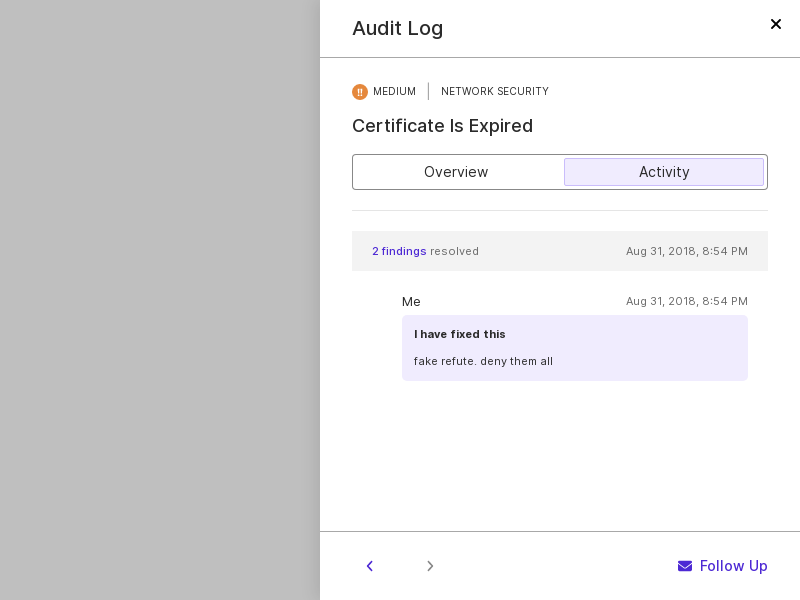 Audit Log
!! MEDIUM NETWORK SECURITY
Certificate Is Expired
Overview Activity
2 findings resolved Aug 31, 2018, 8:54 PM
Me Aug 31, 2018, 8:54 PM
I have fixed this
fake refute. deny them all
Follow Up